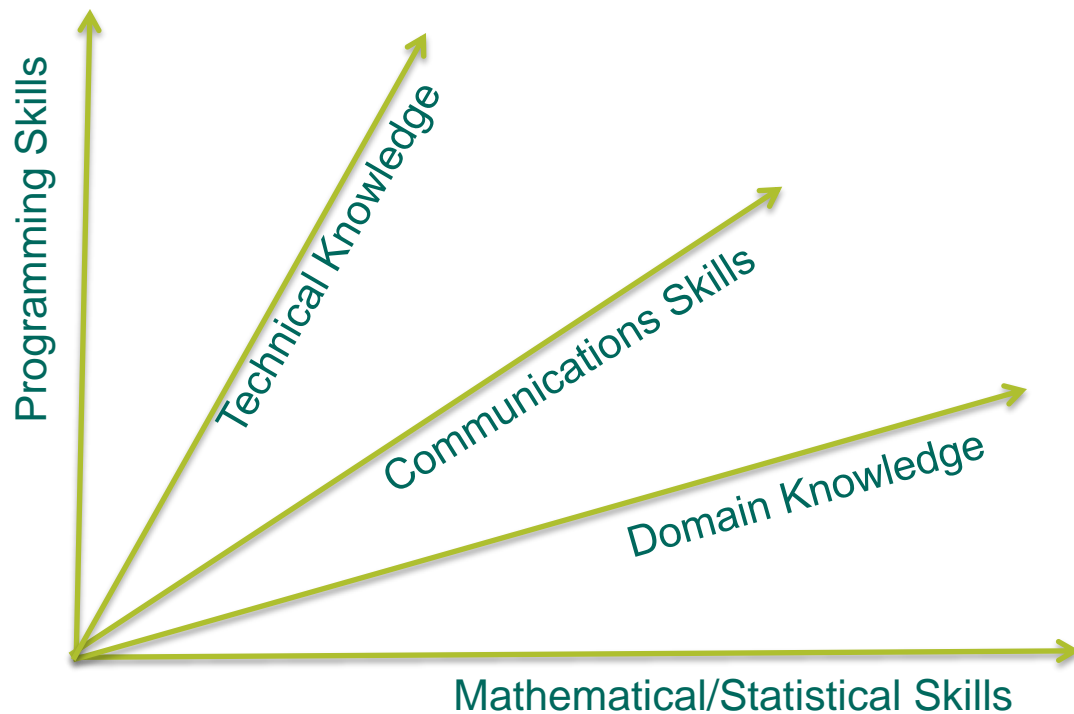 Programming Skills
Technical Knowledge
Communications Skills
Domain Knowledge
Mathematical/Statistical Skills